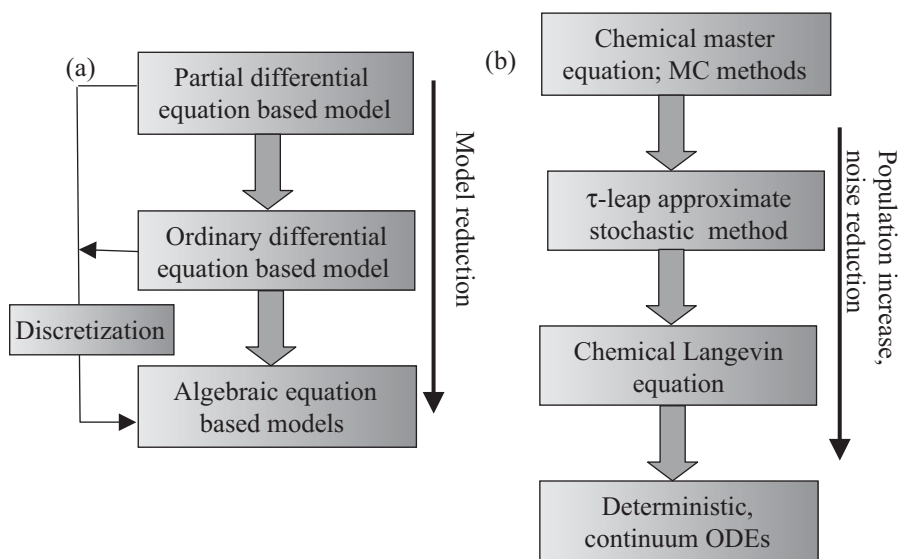 (a)
Partial differential
equation based model
Ordinary differential
equation based model
Discretization
Algebraic equation
based models
Model reduction
(b)
Chemical master
equation; MC methods
τ-leap approximate
stochastic method
Chemical Langevin
equation
Deterministic,
continuum ODEs
Population increase,
noise reduction